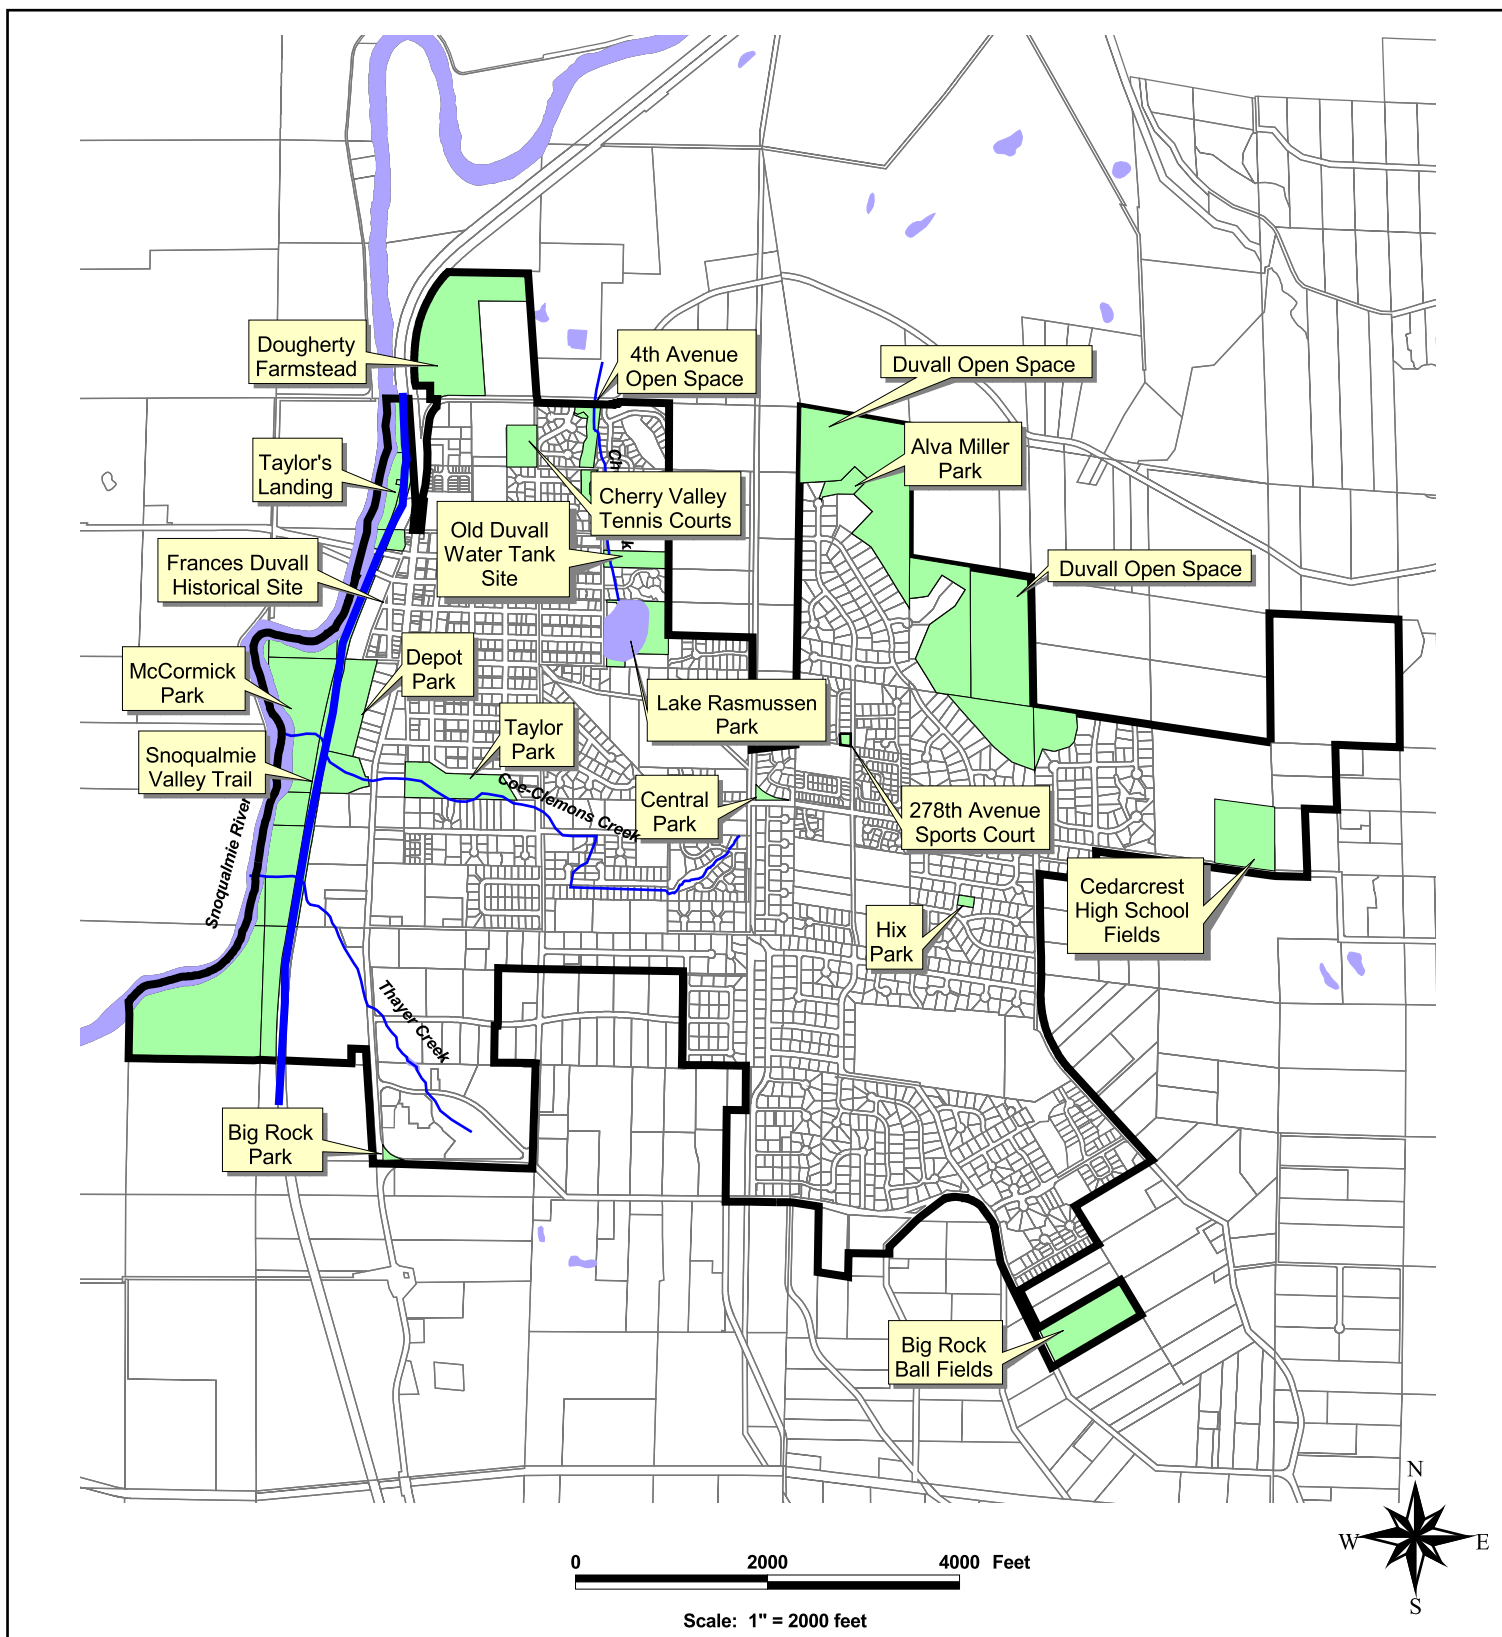 Dougherty
Farmstead
4th Avenue
Open Space
Duvall Open Space
Alva Miller
Park
Taylor's
Landing
Cherry Valley
Tennis Courts
Old Duvall
Water Tank
Site
Frances Duvall
Historical Site
Duvall Open Space
McCormick
Park
Depot
Park
Lake Rasmussen
Park
Taylor
Park
Snoqualmie
Valley Trail
Coe-Clemons Creek
Central
Park
278th Avenue
Sports Court
Snoqualmie River
Cedarcrest
High School
Fields
Hix
Park
Thayer Creek
Big Rock
Park
Big Rock
Ball Fields
N
W
E
S
0 2000 4000 Feet
Scale: 1" = 2000 feet